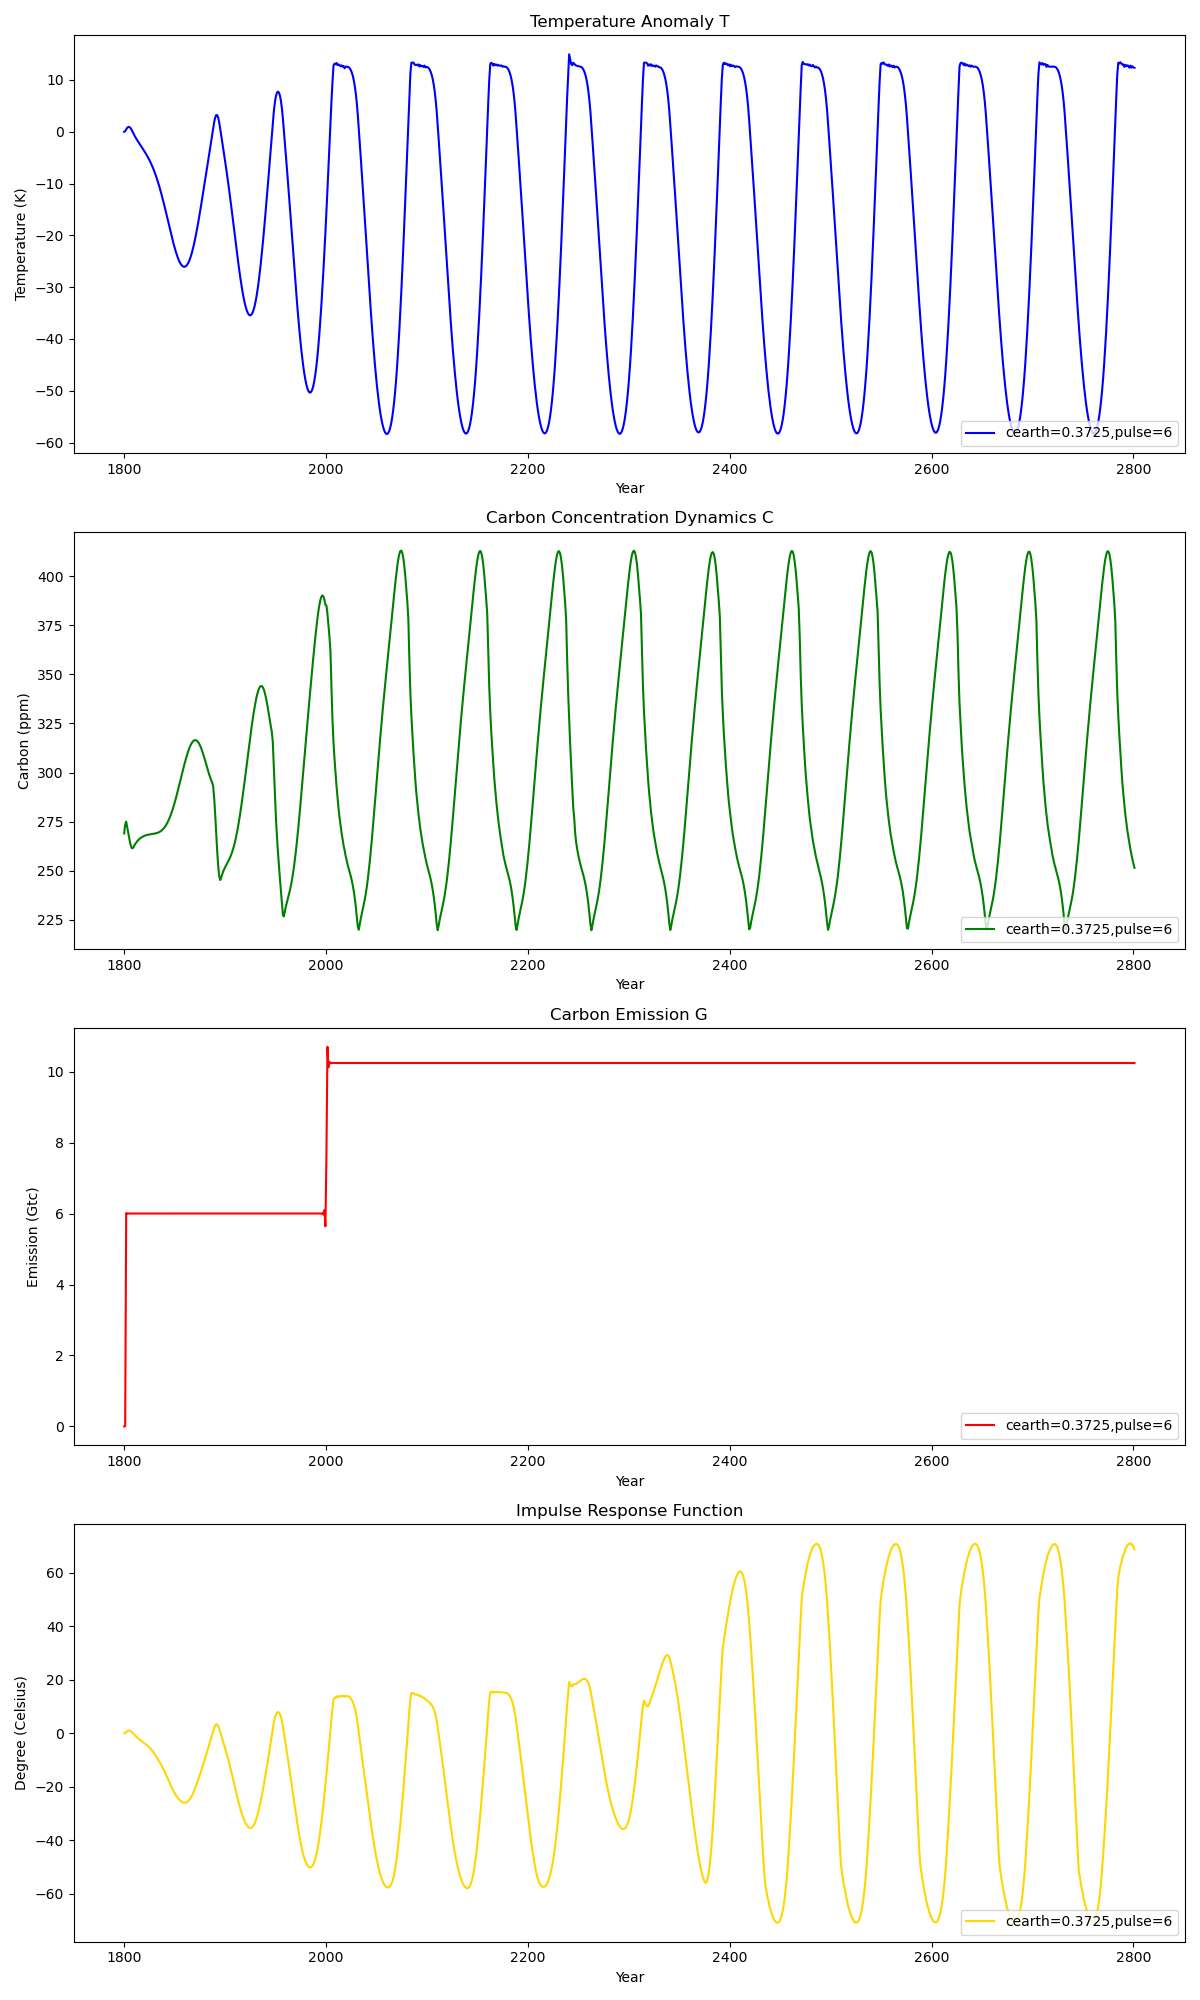 Temperature Anomaly T
10
0
−10
−20
−30
−40
−50
−60
Temperature (K)
cearth=0.3725,pulse=6
1800 2000 2200 2400 2600 2800
Year
Carbon Concentration Dynamics C
400
375
350
325
300
275
250
225
Carbon (ppm)
cearth=0.3725,pulse=6
1800 2000 2200 2400 2600 2800
Year
Carbon Emission G
10
8
6
4
2
0
Emission (Gtc)
cearth=0.3725,pulse=6
1800 2000 2200 2400 2600 2800
Year
Impulse Response Function
60
40
20
0
−20
−40
−60
Degree (Celsius)
cearth=0.3725,pulse=6
1800 2000 2200 2400 2600 2800
Year